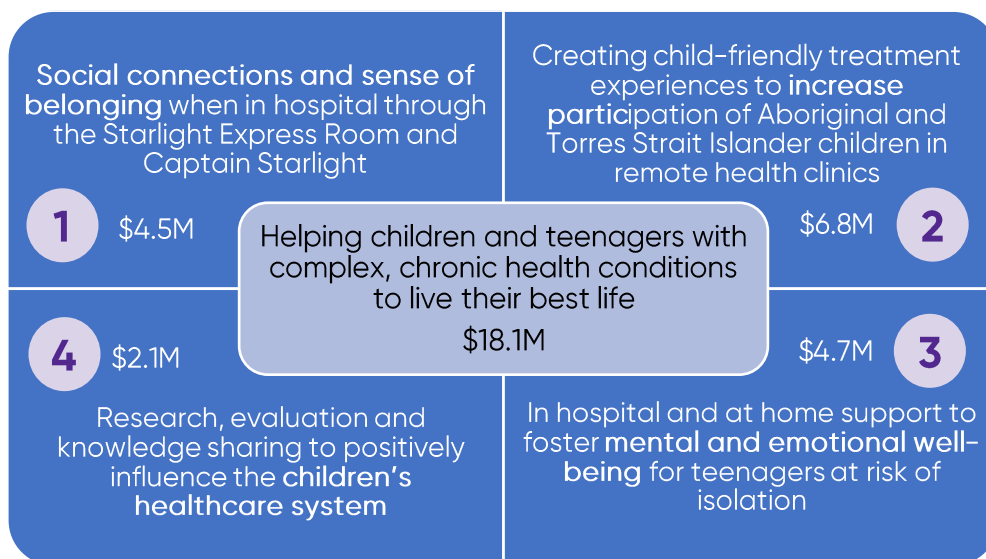 Social connections and sense of
belonging when in hospital through
the Starlight Express Room and
Captain Starlight
1
$4.5M
Creating child-friendly treatment
experiences to increase
participation of Aboriginal and
Torres Strait Islander children in
remote health clinics
$6.8M
2
Helping children and teenagers with
complex, chronic health conditions
to live their best life
$18.1M
$4.7M
3
In hospital and at home support to
foster mental and emotional well-
being for teenagers at risk of
isolation
4
$2.1M
Research, evaluation and
knowledge sharing to positively
influence the children's
healthcare system